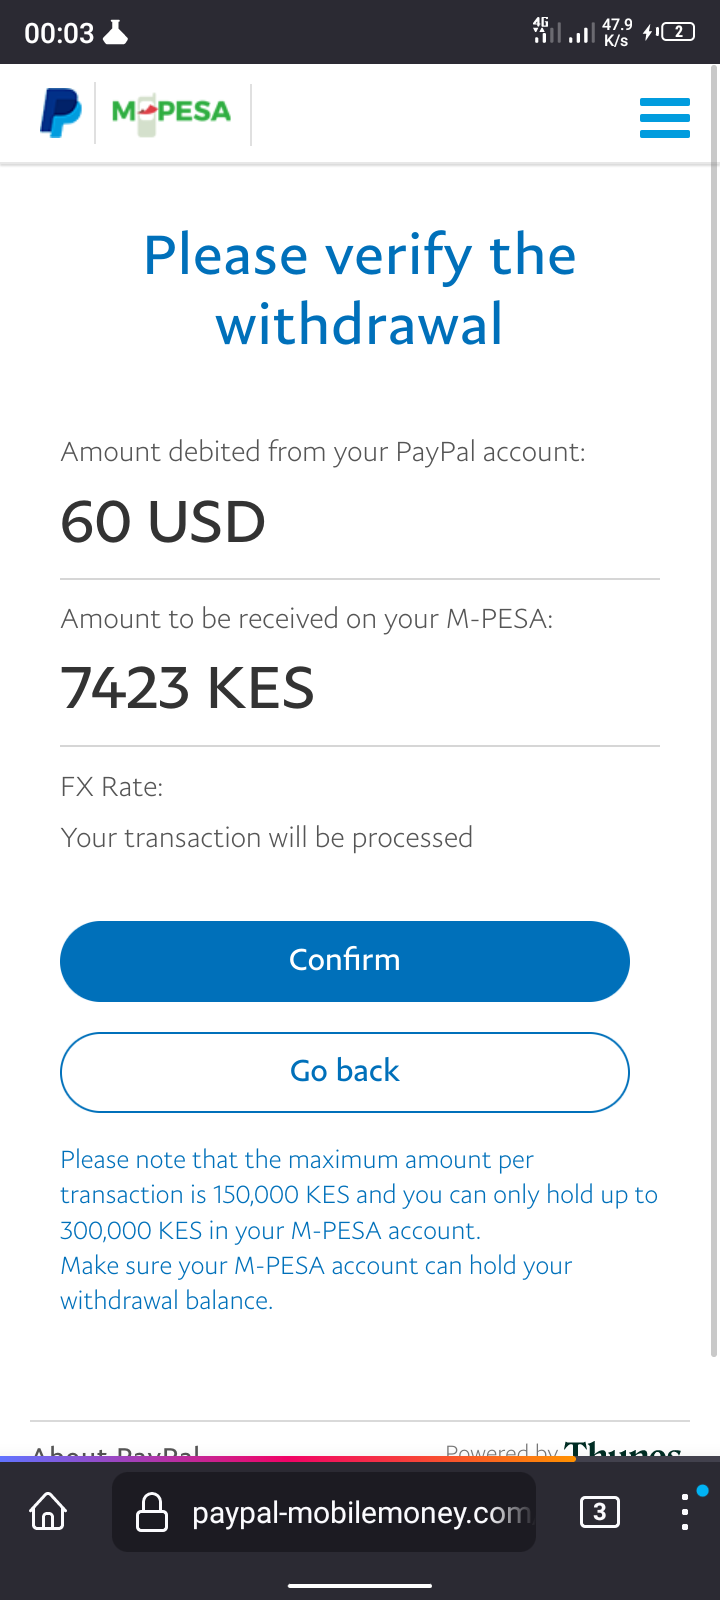 00:03
4G
47.9
K/s
2
M-PESA
Please verify the
withdrawal
Amount debited from your PayPal account:
60 USD
Amount to be received on your M-PESA:
7423 KES
FX Rate:
Your transaction will be processed
Confirm
Go back
Please note that the maximum amount per
transaction is 150,000 KES and you can only hold up to
300,000 KES in your M-PESA account.
Make sure your M-PESA account can hold your
withdrawal balance.
About PayPal
Powered by Thunes
paypal-mobilemoney.com
3